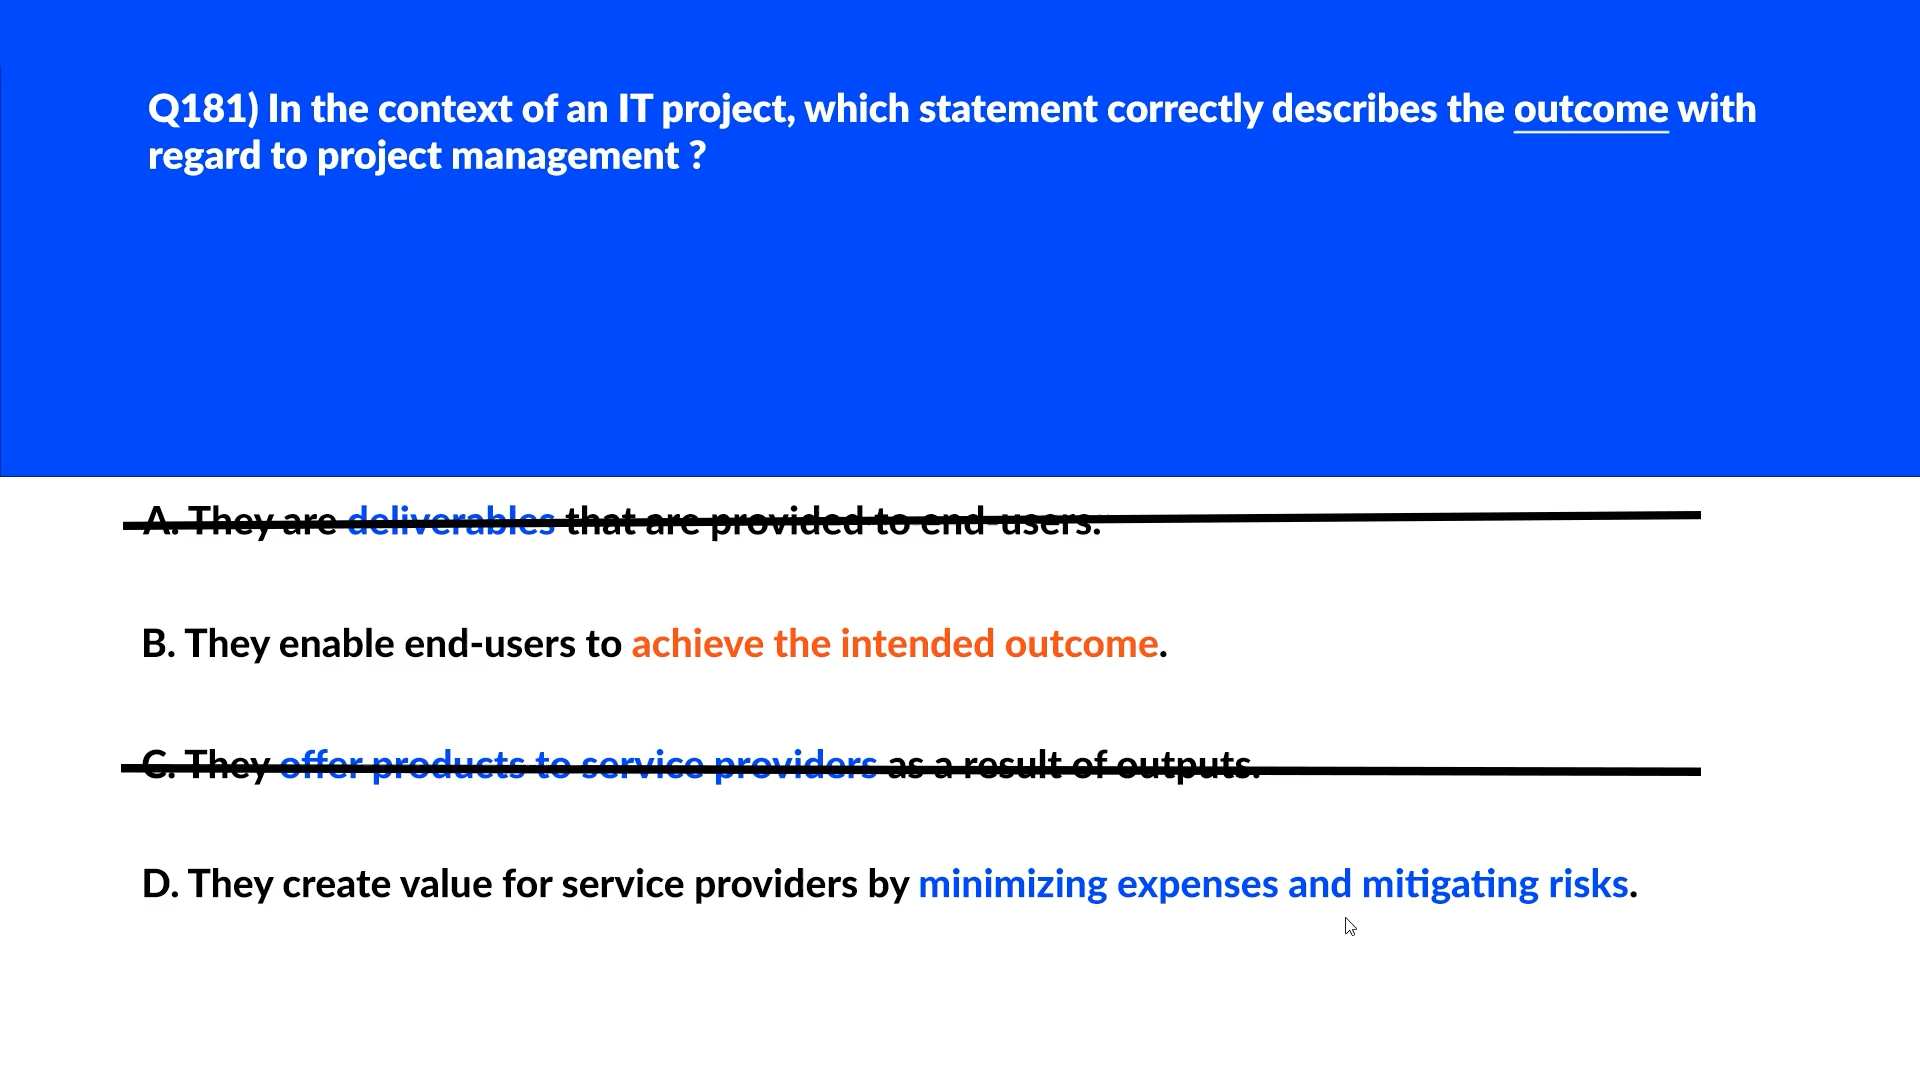 Q181) In the context of an IT project, which statement correctly describes the outcome with
regard to project management ?
A. They are deliverables that are provided to end-users.
B. They enable end-users to achieve the intended outcome.
C. They offer products to service providers as a result of outputs.
D. They create value for service providers by minimizing expenses and mitigating risks.